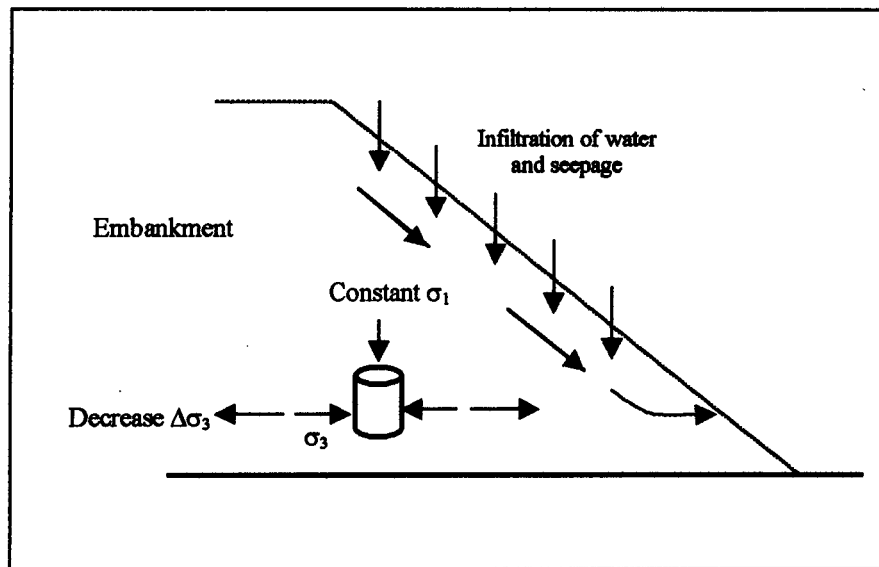 Infiltration of water
and seepage
Embankment
Constant σ₁
Decrease Δσ₃
σ₃